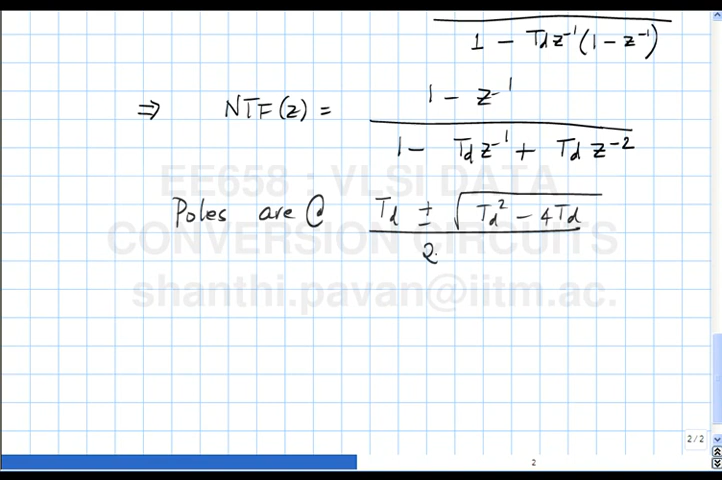 1 - Tdz⁻¹(1 - z⁻¹)
1 - z⁻¹
⇒ NTF(z) =
1 - Td z⁻¹ + Td z⁻²
EE658 : VLSI DATA
Poles are @ Td ± √(Td² - 4Td)
2
CONVERSION CIRCUITS
shanthi.pavan@iitm.ac.
2/2
2